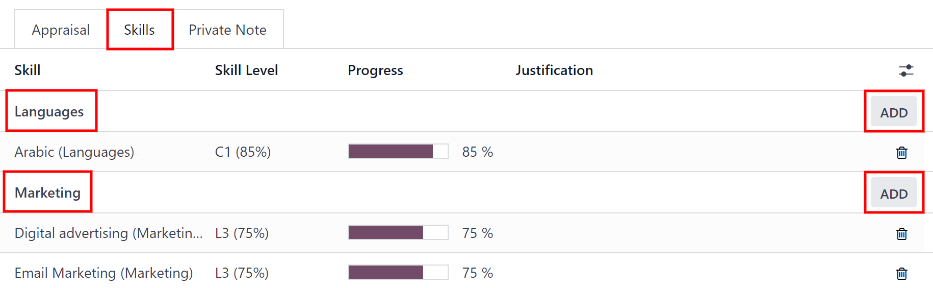 Appraisal Skills Private Note
Skill Skill Level Progress Justification
Languages ADD
Arabic (Languages) C1 (85%) 85 %
Marketing ADD
Digital advertising (Marketin... L3 (75%) 75 %
Email Marketing (Marketing) L3 (75%) 75 %